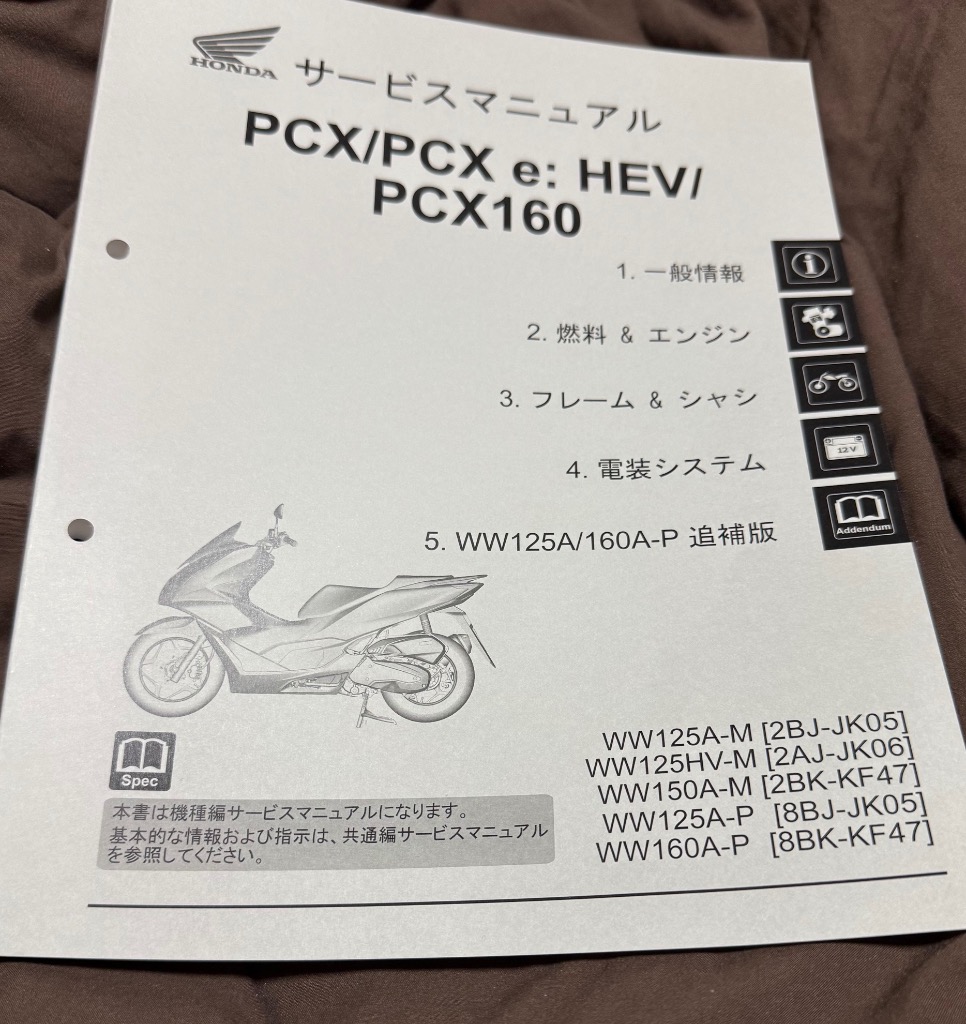 HONDA
サービスマニュアル
PCX/PCX e: HEV/
PCX160
1. 一般情報
2. 燃料 & エンジン
3. フレーム & シャシ
4. 電装システム
12V
5. WW125A/160A-P 追補版
Addendum
Spec
本書は機種編サービスマニュアルになります。
基本的な情報および指示は、共通編サービスマニュアル
を参照してください。
WW125A-M [2BJ-JK05]
WW125HV-M [2AJ-JK06]
WW150A-M [2BK-KF47]
WW125A-P [8BJ-JK05]
WW160A-P [8BK-KF47]